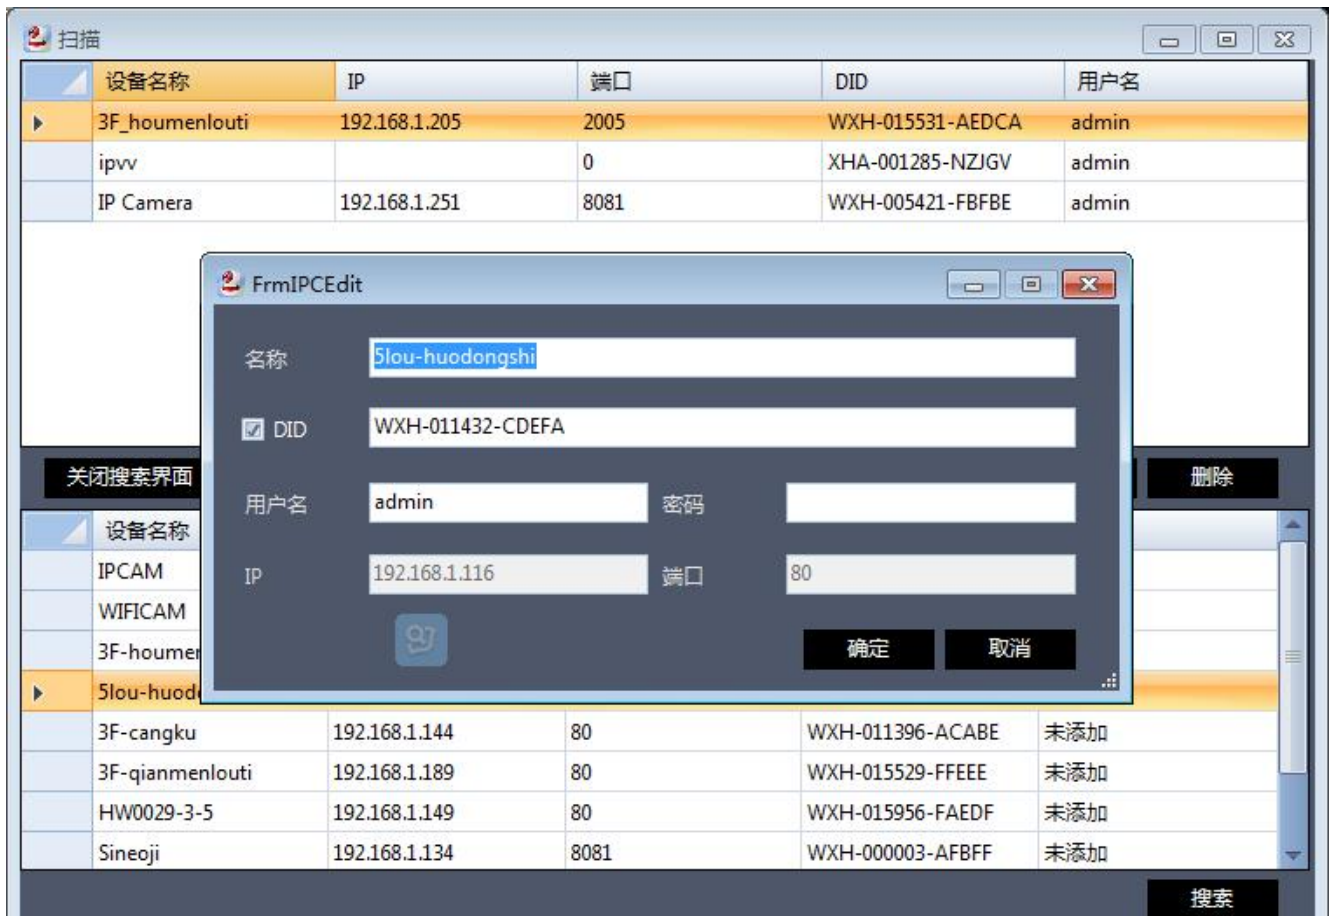 扫描
设备名称 IP 端口 DID 用户名
3F_houmenlouti 192.168.1.205 2005 WXH-015531-AEDCA admin
ipvv 0 XHA-001285-NZJGV admin
IP Camera 192.168.1.251 8081 WXH-005421-FBFBE admin
FrmIPCEdit
名称 5lou-huodongshi
DID WXH-011432-CDEFA
关闭搜索界面 删除
用户名 admin 密码
设备名称
IPCAM
IP 192.168.1.116 端口 80
WIFICAM
3F-houmen
确定 取消
5lou-huodo
3F-cangku 192.168.1.144 80 WXH-011396-ACABE 未添加
3F-qianmenlouti 192.168.1.189 80 WXH-015529-FFEEE 未添加
HW0029-3-5 192.168.1.149 80 WXH-015956-FAEDF 未添加
Sineoji 192.168.1.134 8081 WXH-000003-AFBFF 未添加
搜索